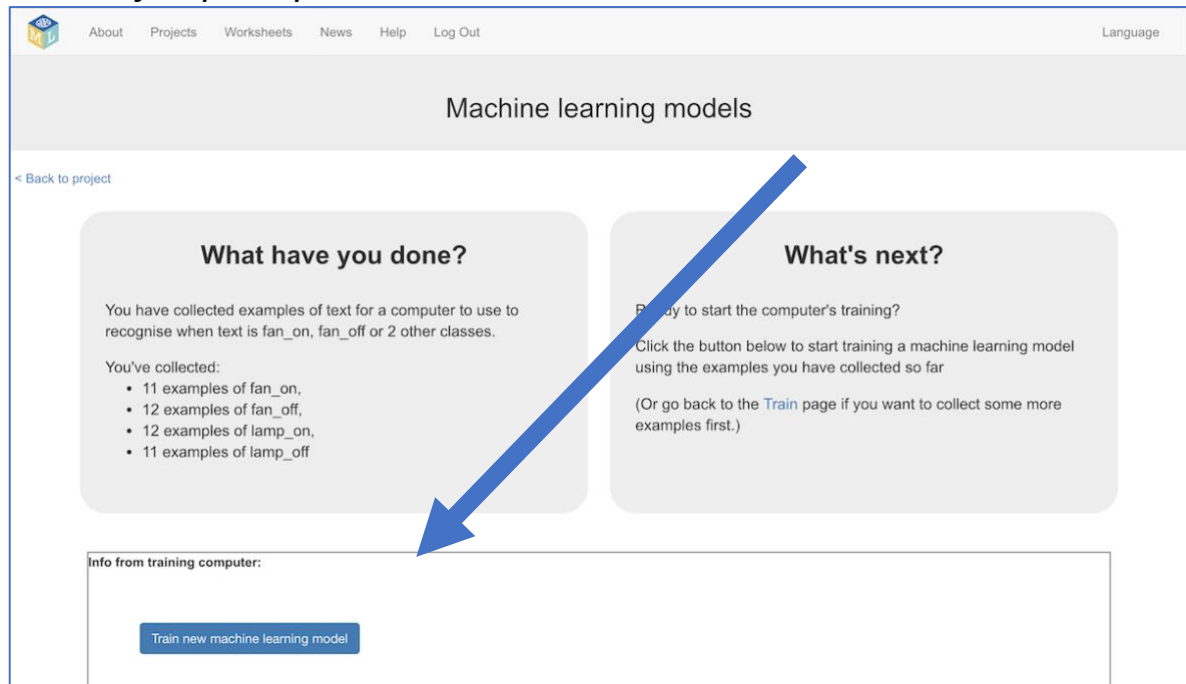 About Projects Worksheets News Help Log Out Language
Machine learning models
< Back to project
What have you done?
You have collected examples of text for a computer to use to
recognise when text is fan_on, fan_off or 2 other classes.
You've collected:
• 11 examples of fan_on,
• 12 examples of fan_off,
• 12 examples of lamp_on,
• 11 examples of lamp_off
What's next?
to start the computer's training?
Click the button below to start training a machine learning model
using the examples you have collected so far
(Or go back to the Train page if you want to collect some more
examples first.)
Info from training computer:
Train new machine learning model